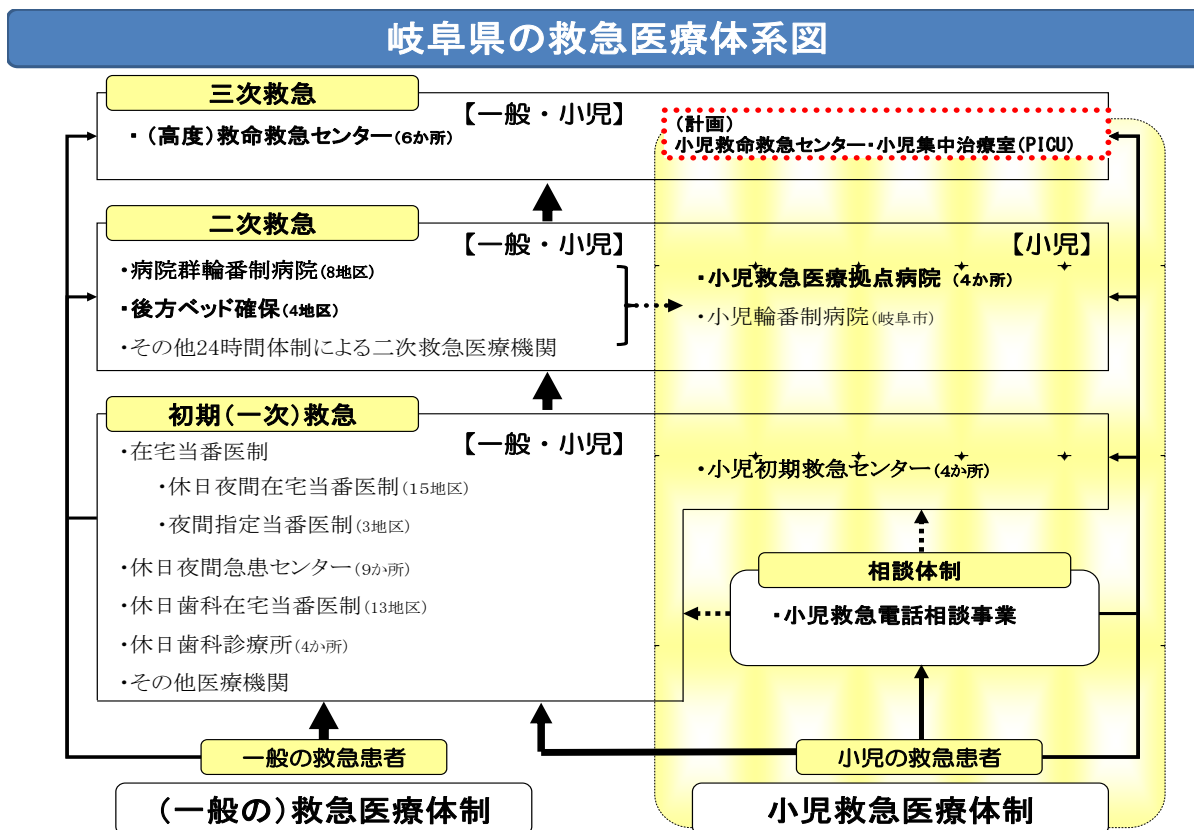 岐阜県の救急医療体系図
三次救急
【一般・小児】
・(高度)救命救急センター(6か所)
(計画)
小児救命救急センター・小児集中治療室(PICU)
二次救急
【一般・小児】
【小児】
・病院群輪番制病院(8地区)
・後方ベッド確保(4地区)
・その他24時間体制による二次救急医療機関
・小児救急医療拠点病院(4か所)
・小児輪番制病院(岐阜市)
初期(一次)救急
【一般・小児】
・在宅当番医制
・休日夜間在宅当番医制(15地区)
・夜間指定当番医制(3地区)
・休日夜間急患センター(9か所)
・休日歯科在宅当番医制(13地区)
・休日歯科診療所(4か所)
・その他医療機関
・小児初期救急センター(4か所)
相談体制
・小児救急電話相談事業
一般の救急患者
小児の救急患者
(一般の)救急医療体制
小児救急医療体制